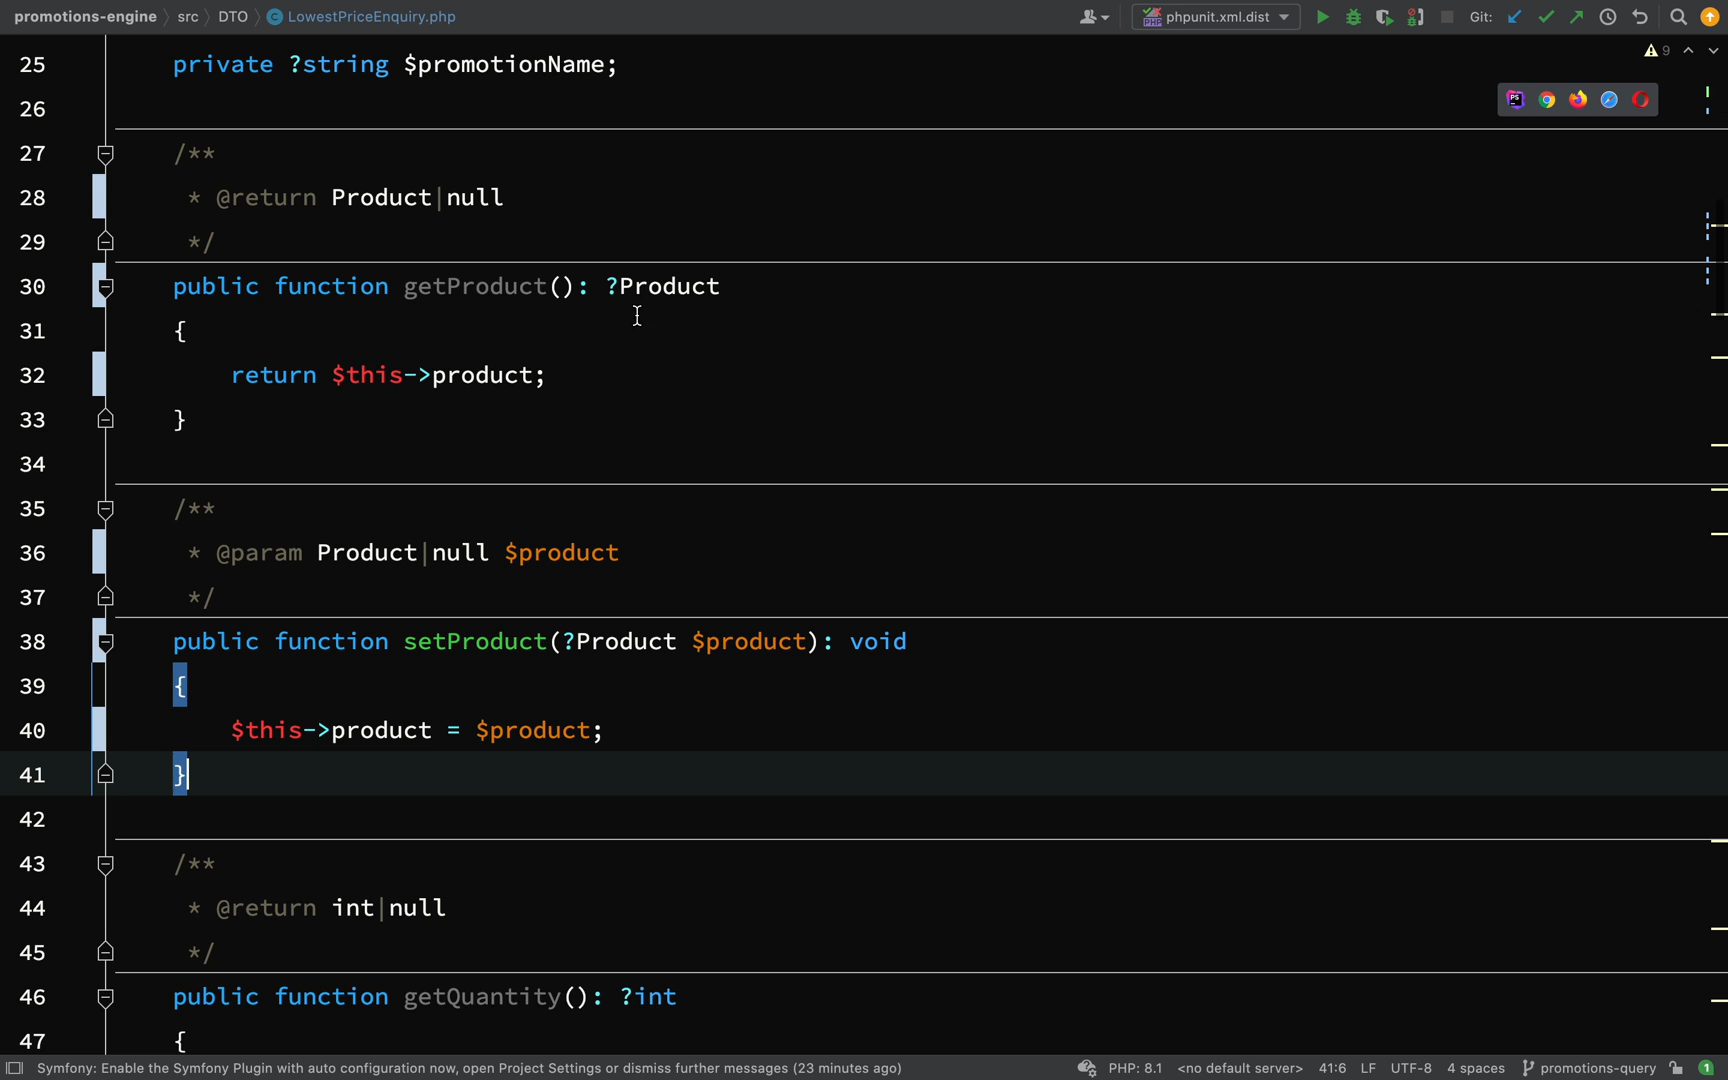 promotions-engine src DTO LowestPriceEnquiry.php phpunit.xml.dist Git:
25 private ?string $promotionName; 9
26
27 /**
28 * @return Product|null
29 */
30 public function getProduct(): ?Product
31 {
32 return $this->product;
33 }
34
35 /**
36 * @param Product|null $product
37 */
38 public function setProduct(?Product $product): void
39 {
40 $this->product = $product;
41 }
42
43 /**
44 * @return int|null
45 */
46 public function getQuantity(): ?int
47 {
Symfony: Enable the Symfony Plugin with auto configuration now, open Project Settings or dismiss further messages (23 minutes ago) PHP: 8.1 <no default server> 41:6 LF UTF-8 4 spaces promotions-query 1